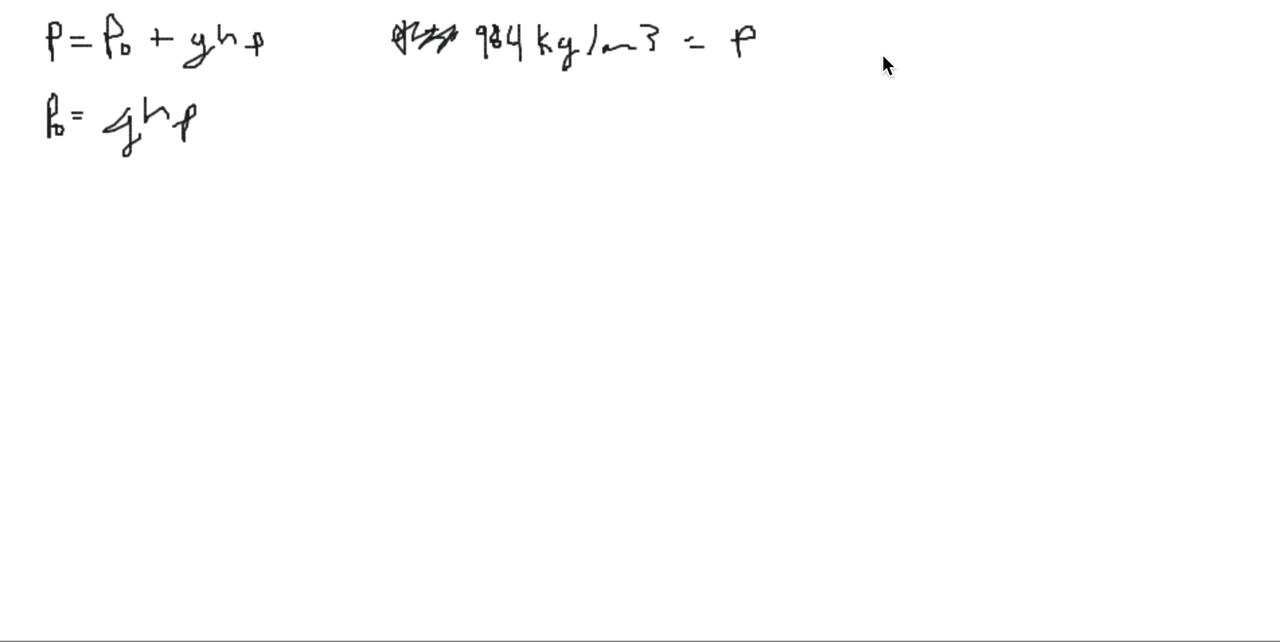 P = P₀ + ghρ 984 kg/m3 = ρ
P₀ = ghρ